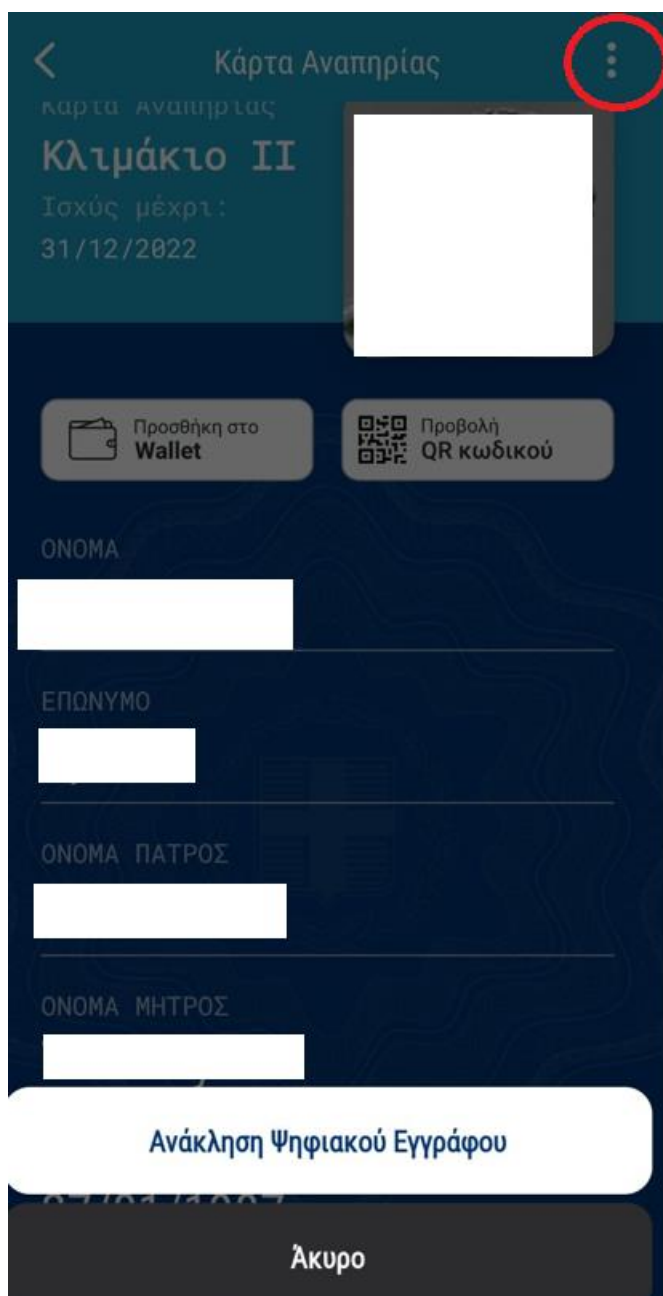 Κάρτα Αναπηρίας
Κάρτα Αναπηρίας
Κλιμάκιο II
Ισχύς μέχρι:
31/12/2022
Προσθήκη στο
Wallet
Προβολή
QR κωδικού
ΟΝΟΜΑ
ΕΠΩΝΥΜΟ
ΟΝΟΜΑ ΠΑΤΡΟΣ
ΟΝΟΜΑ ΜΗΤΡΟΣ
Ανάκληση Ψηφιακού Εγγράφου
Άκυρο